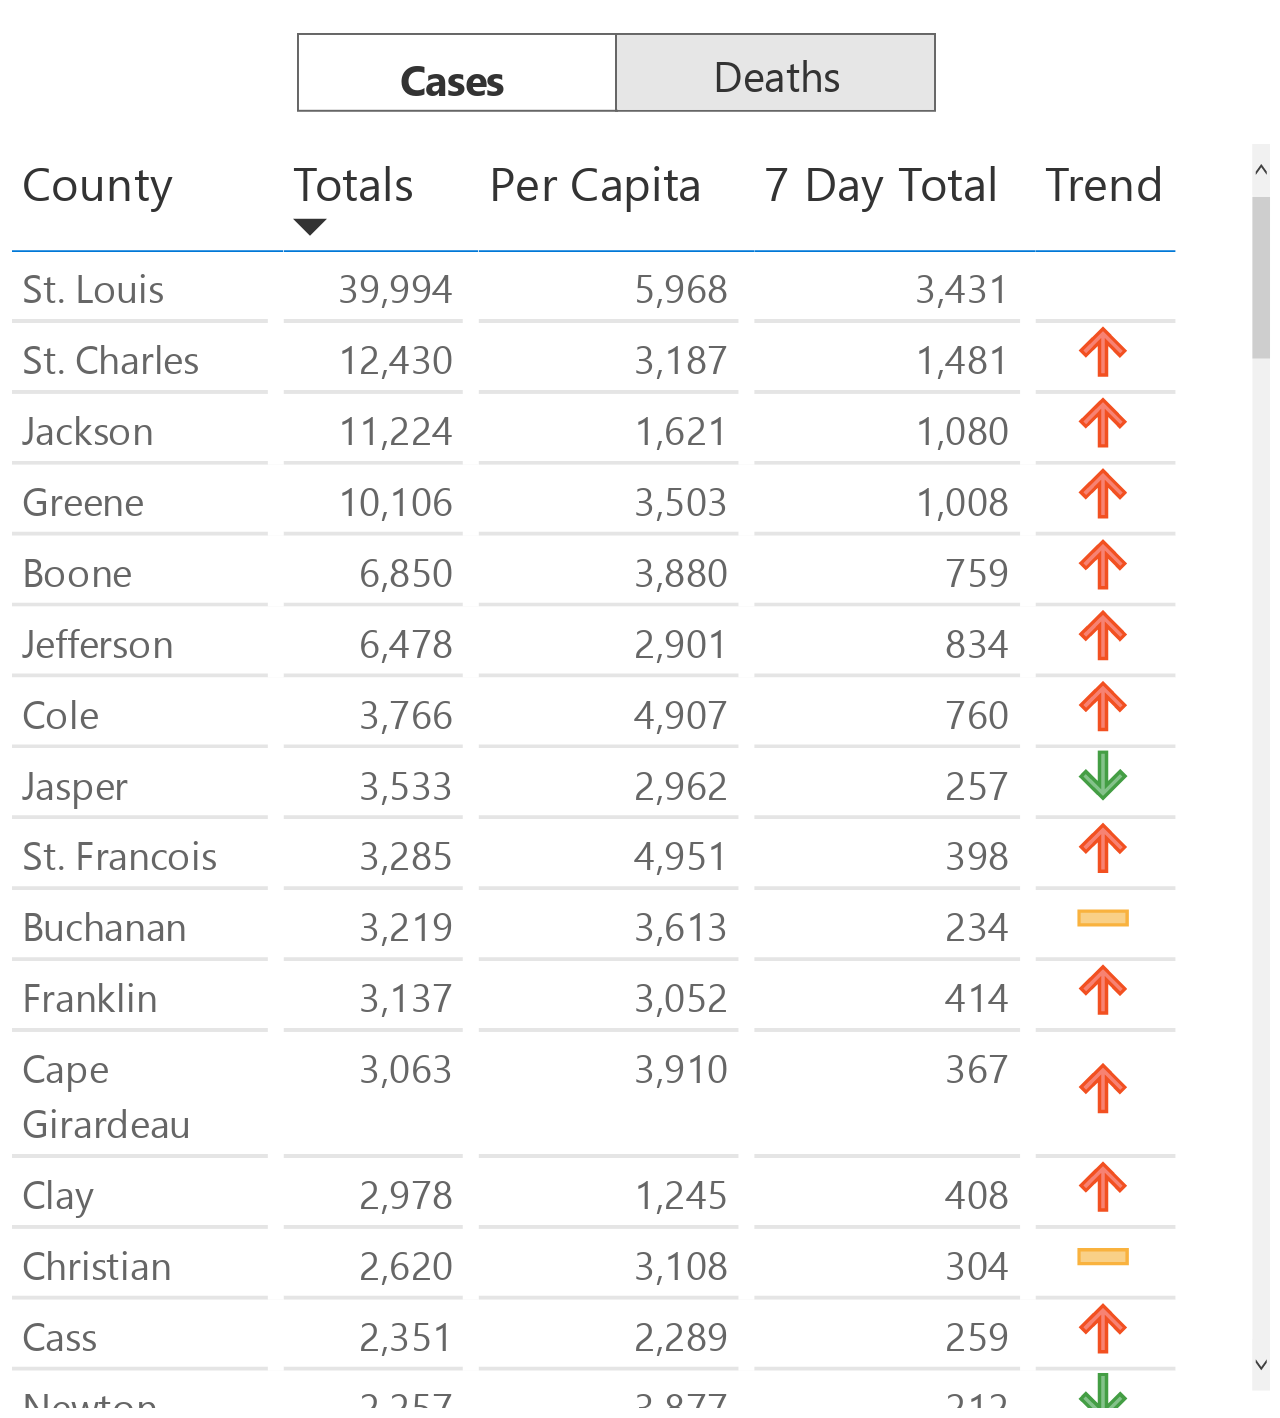 Cases Deaths
County Totals Per Capita 7 Day Total Trend
St. Louis 39,994 5,968 3,431
St. Charles 12,430 3,187 1,481
Jackson 11,224 1,621 1,080
Greene 10,106 3,503 1,008
Boone 6,850 3,880 759
Jefferson 6,478 2,901 834
Cole 3,766 4,907 760
Jasper 3,533 2,962 257
St. Francois 3,285 4,951 398
Buchanan 3,219 3,613 234
Franklin 3,137 3,052 414
Cape 3,063 3,910 367
Girardeau
Clay 2,978 1,245 408
Christian 2,620 3,108 304
Cass 2,351 2,289 259
Newton 2,257 3,877 212